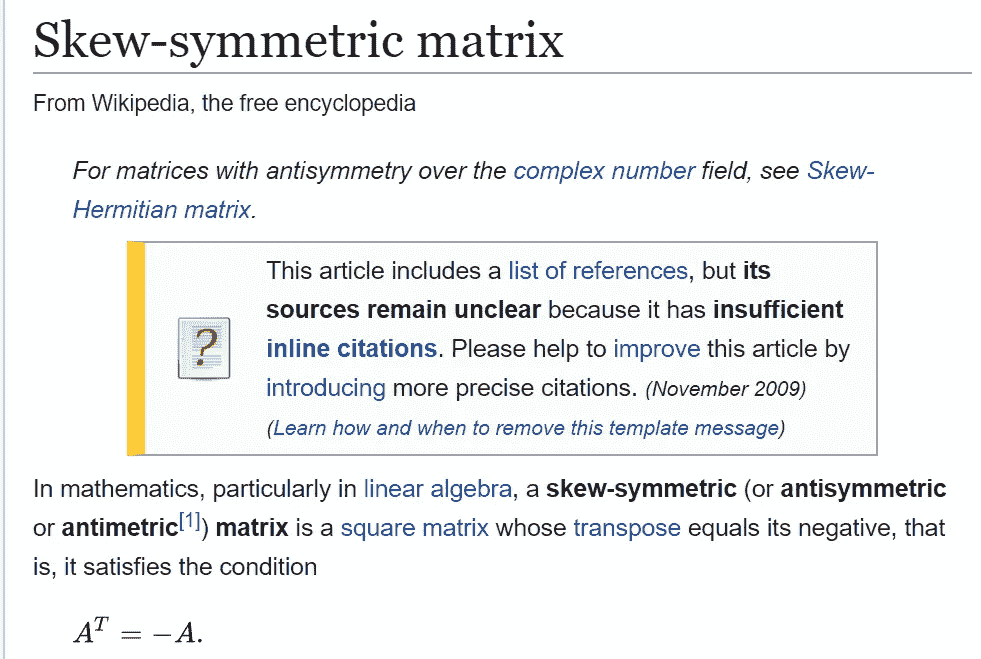 Skew-symmetric matrix
From Wikipedia, the free encyclopedia
For matrices with antisymmetry over the complex number field, see Skew-
Hermitian matrix.
This article includes a list of references, but its
sources remain unclear because it has insufficient
inline citations. Please help to improve this article by
introducing more precise citations. (November 2009)
(Learn how and when to remove this template message)
In mathematics, particularly in linear algebra, a skew-symmetric (or antisymmetric
or antimetric[1]) matrix is a square matrix whose transpose equals its negative, that
is, it satisfies the condition
Aᵀ = −A.